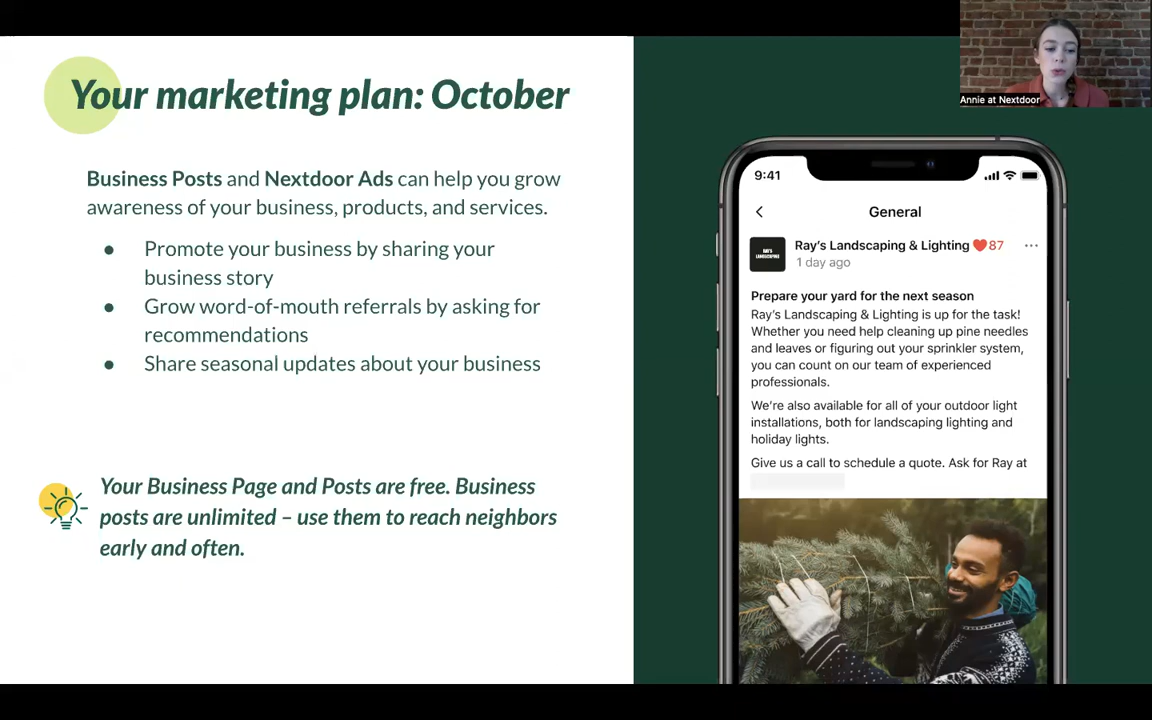 Your marketing plan: October
Business Posts and Nextdoor Ads can help you grow
awareness of your business, products, and services.
● Promote your business by sharing your
business story
● Grow word-of-mouth referrals by asking for
recommendations
● Share seasonal updates about your business
Your Business Page and Posts are free. Business
posts are unlimited – use them to reach neighbors
early and often.
Annie at Nextdoor
9:41
General
RAY'S
LANDSCAPING
Ray's Landscaping & Lighting ❤87
1 day ago
Prepare your yard for the next season
Ray's Landscaping & Lighting is up for the task!
Whether you need help cleaning up pine needles
and leaves or figuring out your sprinkler system,
you can count on our team of experienced
professionals.
We're also available for all of your outdoor light
installations, both for landscaping lighting and
holiday lights.
Give us a call to schedule a quote. Ask for Ray at